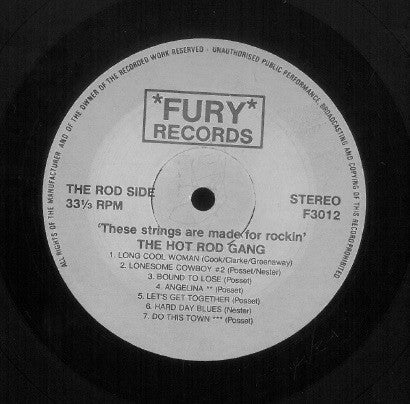 ALL RIGHTS OF THE MANUFACTURER AND OF THE OWNER OF THE RECORDED WORK RESERVED - UNAUTHORISED PUBLIC PERFORMANCE, BROADCASTING AND COPYING OF THIS RECORD PROHIBITED
*FURY*
RECORDS
THE ROD SIDE
33⅓ RPM
STEREO
F3012
'These strings are made for rockin'
THE HOT ROD GANG
1. LONG COOL WOMAN (Cook/Clarke/Greenaway)
2. LONESOME COWBOY #2 (Posset/Nester)
3. BOUND TO LOSE (Posset)
4. ANGELINA ** (Posset)
5. LET'S GET TOGETHER (Posset)
6. HARD DAY BLUES (Nester)
7. DO THIS TOWN *** (Posset)